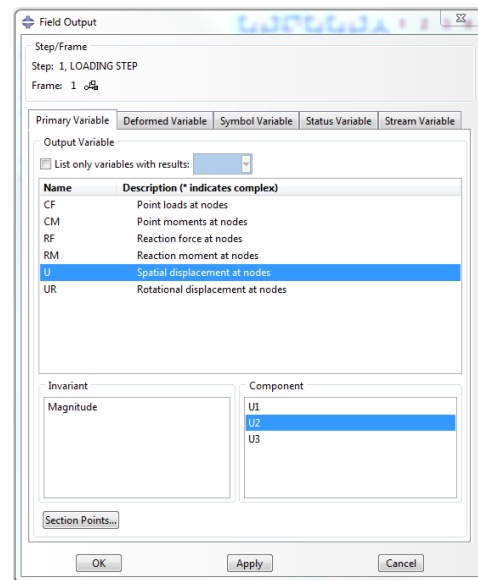 Field Output
Step/Frame
Step: 1, LOADING STEP
Frame: 1
Primary Variable Deformed Variable Symbol Variable Status Variable Stream Variable
Output Variable
List only variables with results:
Name Description (* indicates complex)
CF Point loads at nodes
CM Point moments at nodes
RF Reaction force at nodes
RM Reaction moment at nodes
U Spatial displacement at nodes
UR Rotational displacement at nodes
Invariant Component
Magnitude U1
U2
U3
Section Points...
OK Apply Cancel